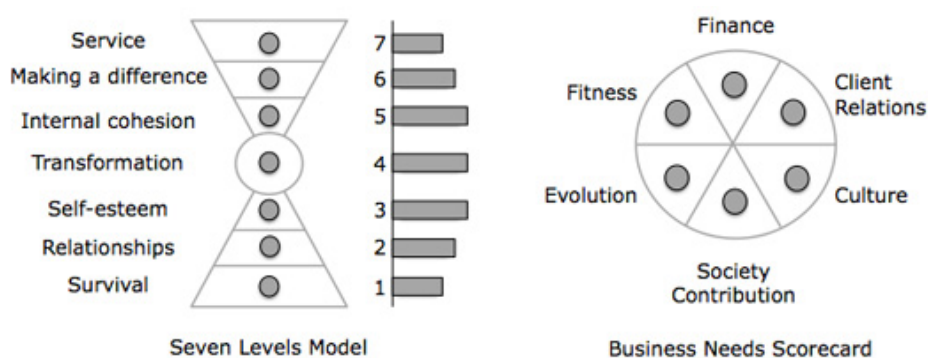 Service 7
Making a difference 6
Internal cohesion 5
Transformation 4
Self-esteem 3
Relationships 2
Survival 1
Seven Levels Model
Finance
Fitness
Client
Relations
Evolution
Culture
Society
Contribution
Business Needs Scorecard